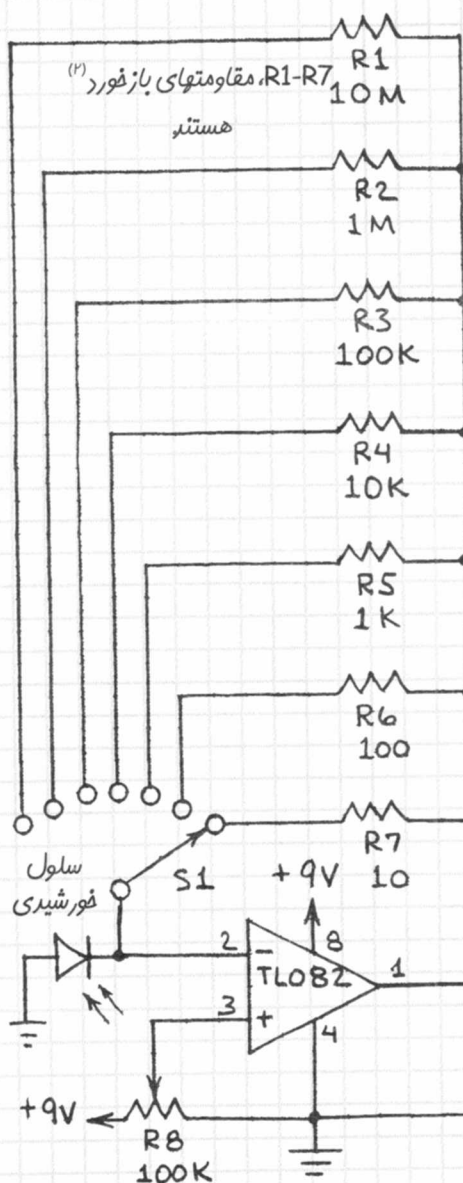 R1
10M
R1-R7، مقاومتهای بازخورد (۲)
هستند
R2
1M
R3
100K
R4
10K
R5
1K
R6
100
R7
10
سلول
خورشیدی
S1
+9V
2
-
8
TL082
1
3
+
4
+9V
R8
100K